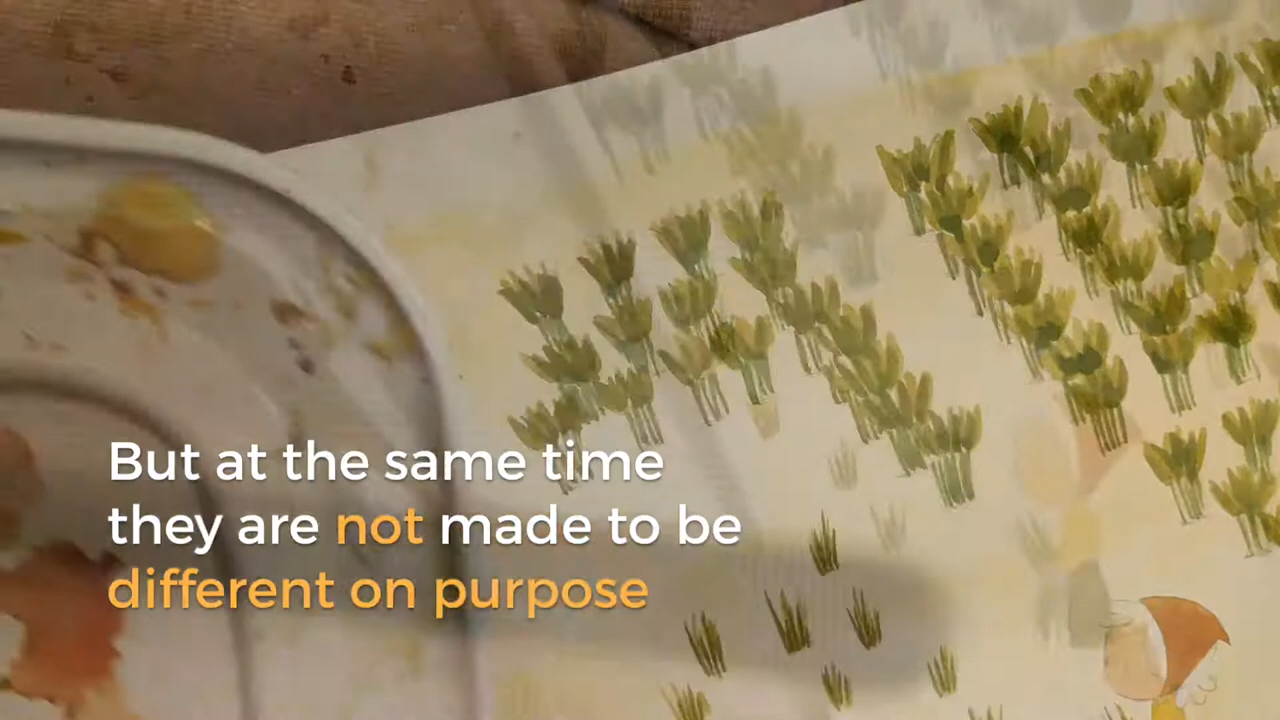 But at the same time
they are not made to be
different on purpose